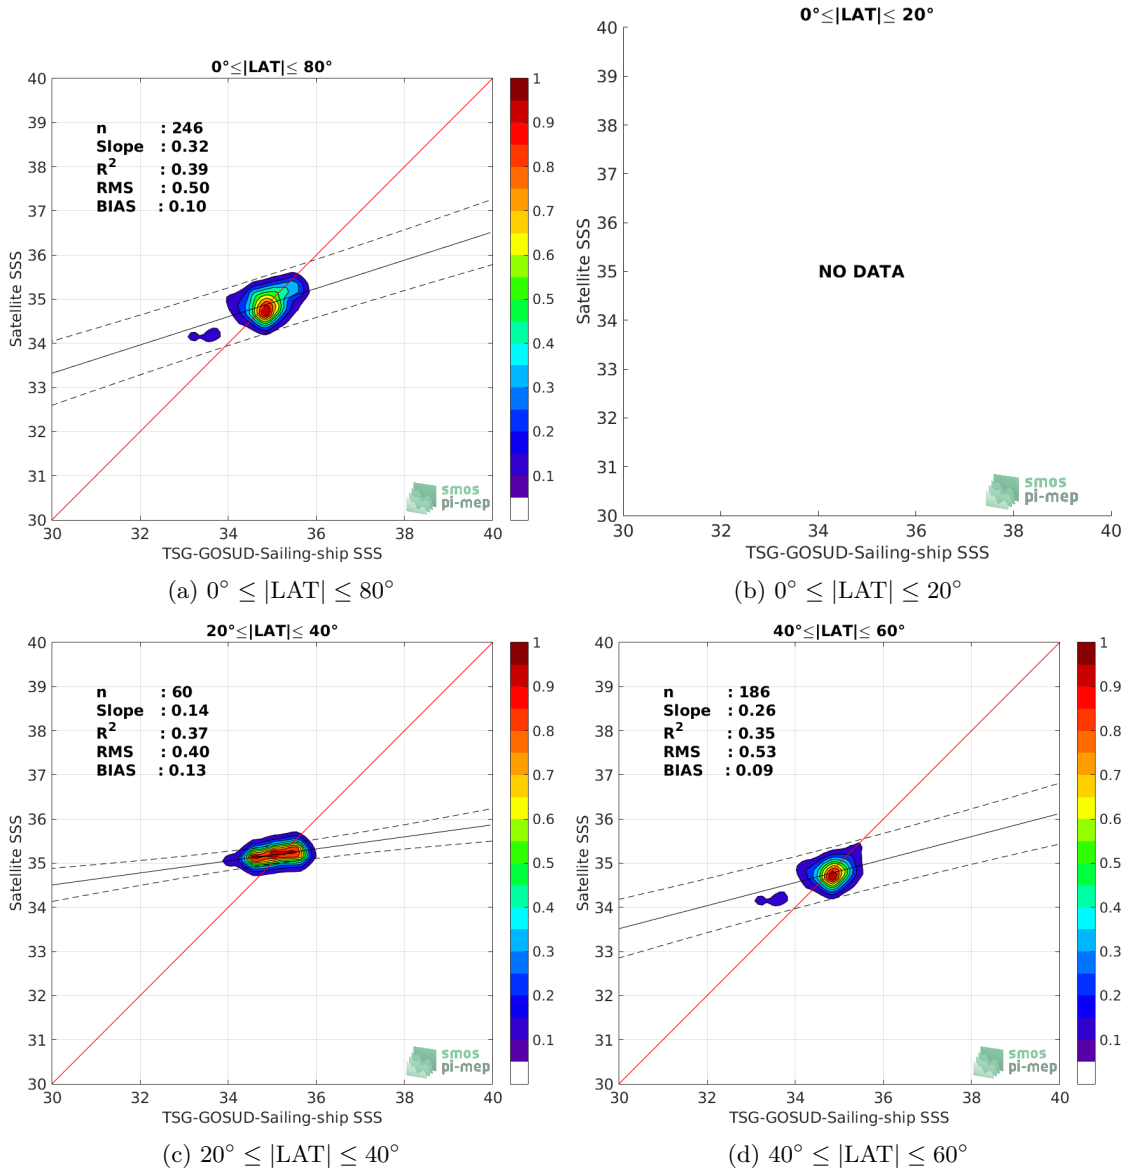 0°≤|LAT|≤ 80°
40
39
38
37
36
35
34
33
32
31
30
Satellite SSS
n : 246
Slope : 0.32
R² : 0.39
RMS : 0.50
BIAS : 0.10
smos
pi-mep
30 32 34 36 38 40
TSG-GOSUD-Sailing-ship SSS
1
0.9
0.8
0.7
0.6
0.5
0.4
0.3
0.2
0.1
(a) 0° ≤ |LAT| ≤ 80°
0°≤|LAT|≤ 20°
40
39
38
37
36
35
34
33
32
31
30
Satellite SSS
NO DATA
smos
pi-mep
30 32 34 36 38 40
TSG-GOSUD-Sailing-ship SSS
(b) 0° ≤ |LAT| ≤ 20°
20°≤|LAT|≤ 40°
40
39
38
37
36
35
34
33
32
31
30
Satellite SSS
n : 60
Slope : 0.14
R² : 0.37
RMS : 0.40
BIAS : 0.13
smos
pi-mep
30 32 34 36 38 40
TSG-GOSUD-Sailing-ship SSS
1
0.9
0.8
0.7
0.6
0.5
0.4
0.3
0.2
0.1
(c) 20° ≤ |LAT| ≤ 40°
40°≤|LAT|≤ 60°
40
39
38
37
36
35
34
33
32
31
30
Satellite SSS
n : 186
Slope : 0.26
R² : 0.35
RMS : 0.53
BIAS : 0.09
smos
pi-mep
30 32 34 36 38 40
TSG-GOSUD-Sailing-ship SSS
1
0.9
0.8
0.7
0.6
0.5
0.4
0.3
0.2
0.1
(d) 40° ≤ |LAT| ≤ 60°